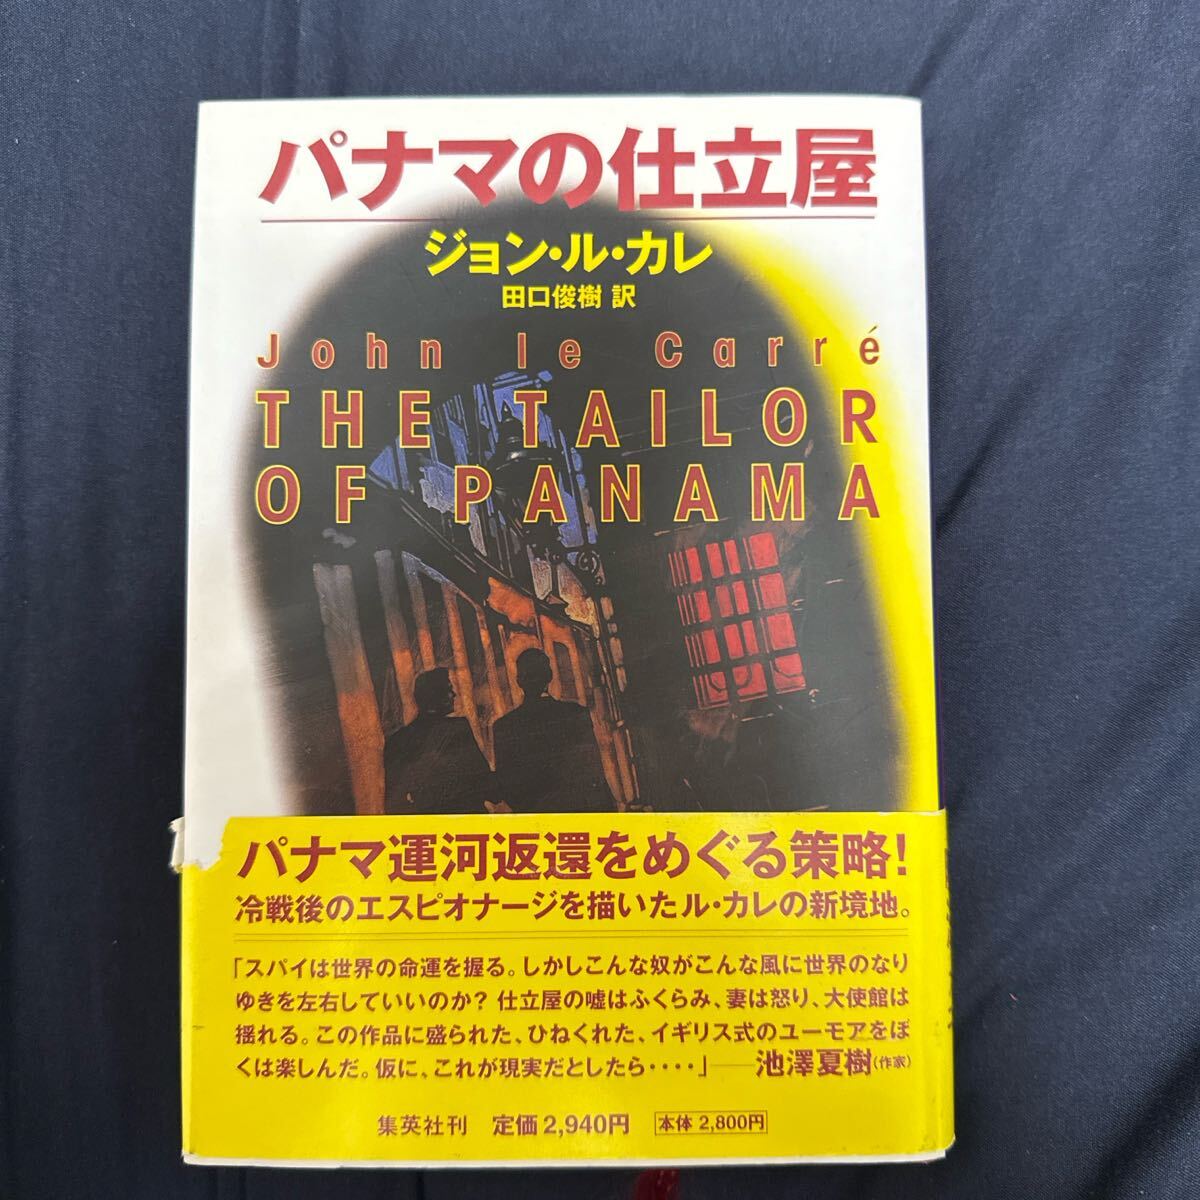 パナマの仕立屋
ジョン・ル・カレ
田口俊樹 訳
John le Carré
THE TAILOR
OF PANAMA
パナマ運河返還をめぐる策略!
冷戦後のエスピオナージを描いたル・カレの新境地。
「スパイは世界の命運を握る。しかしこんな奴がこんな風に世界のなり
ゆきを左右していいのか? 仕立屋の嘘はふくらみ、妻は怒り、大使館は
揺れる。この作品に盛られた、ひねくれた、イギリス式のユーモアをぼ
くは楽しんだ。仮に、これが現実だとしたら・・・・」──池澤夏樹(作家)
集英社刊 定価2,940円 本体 2,800円